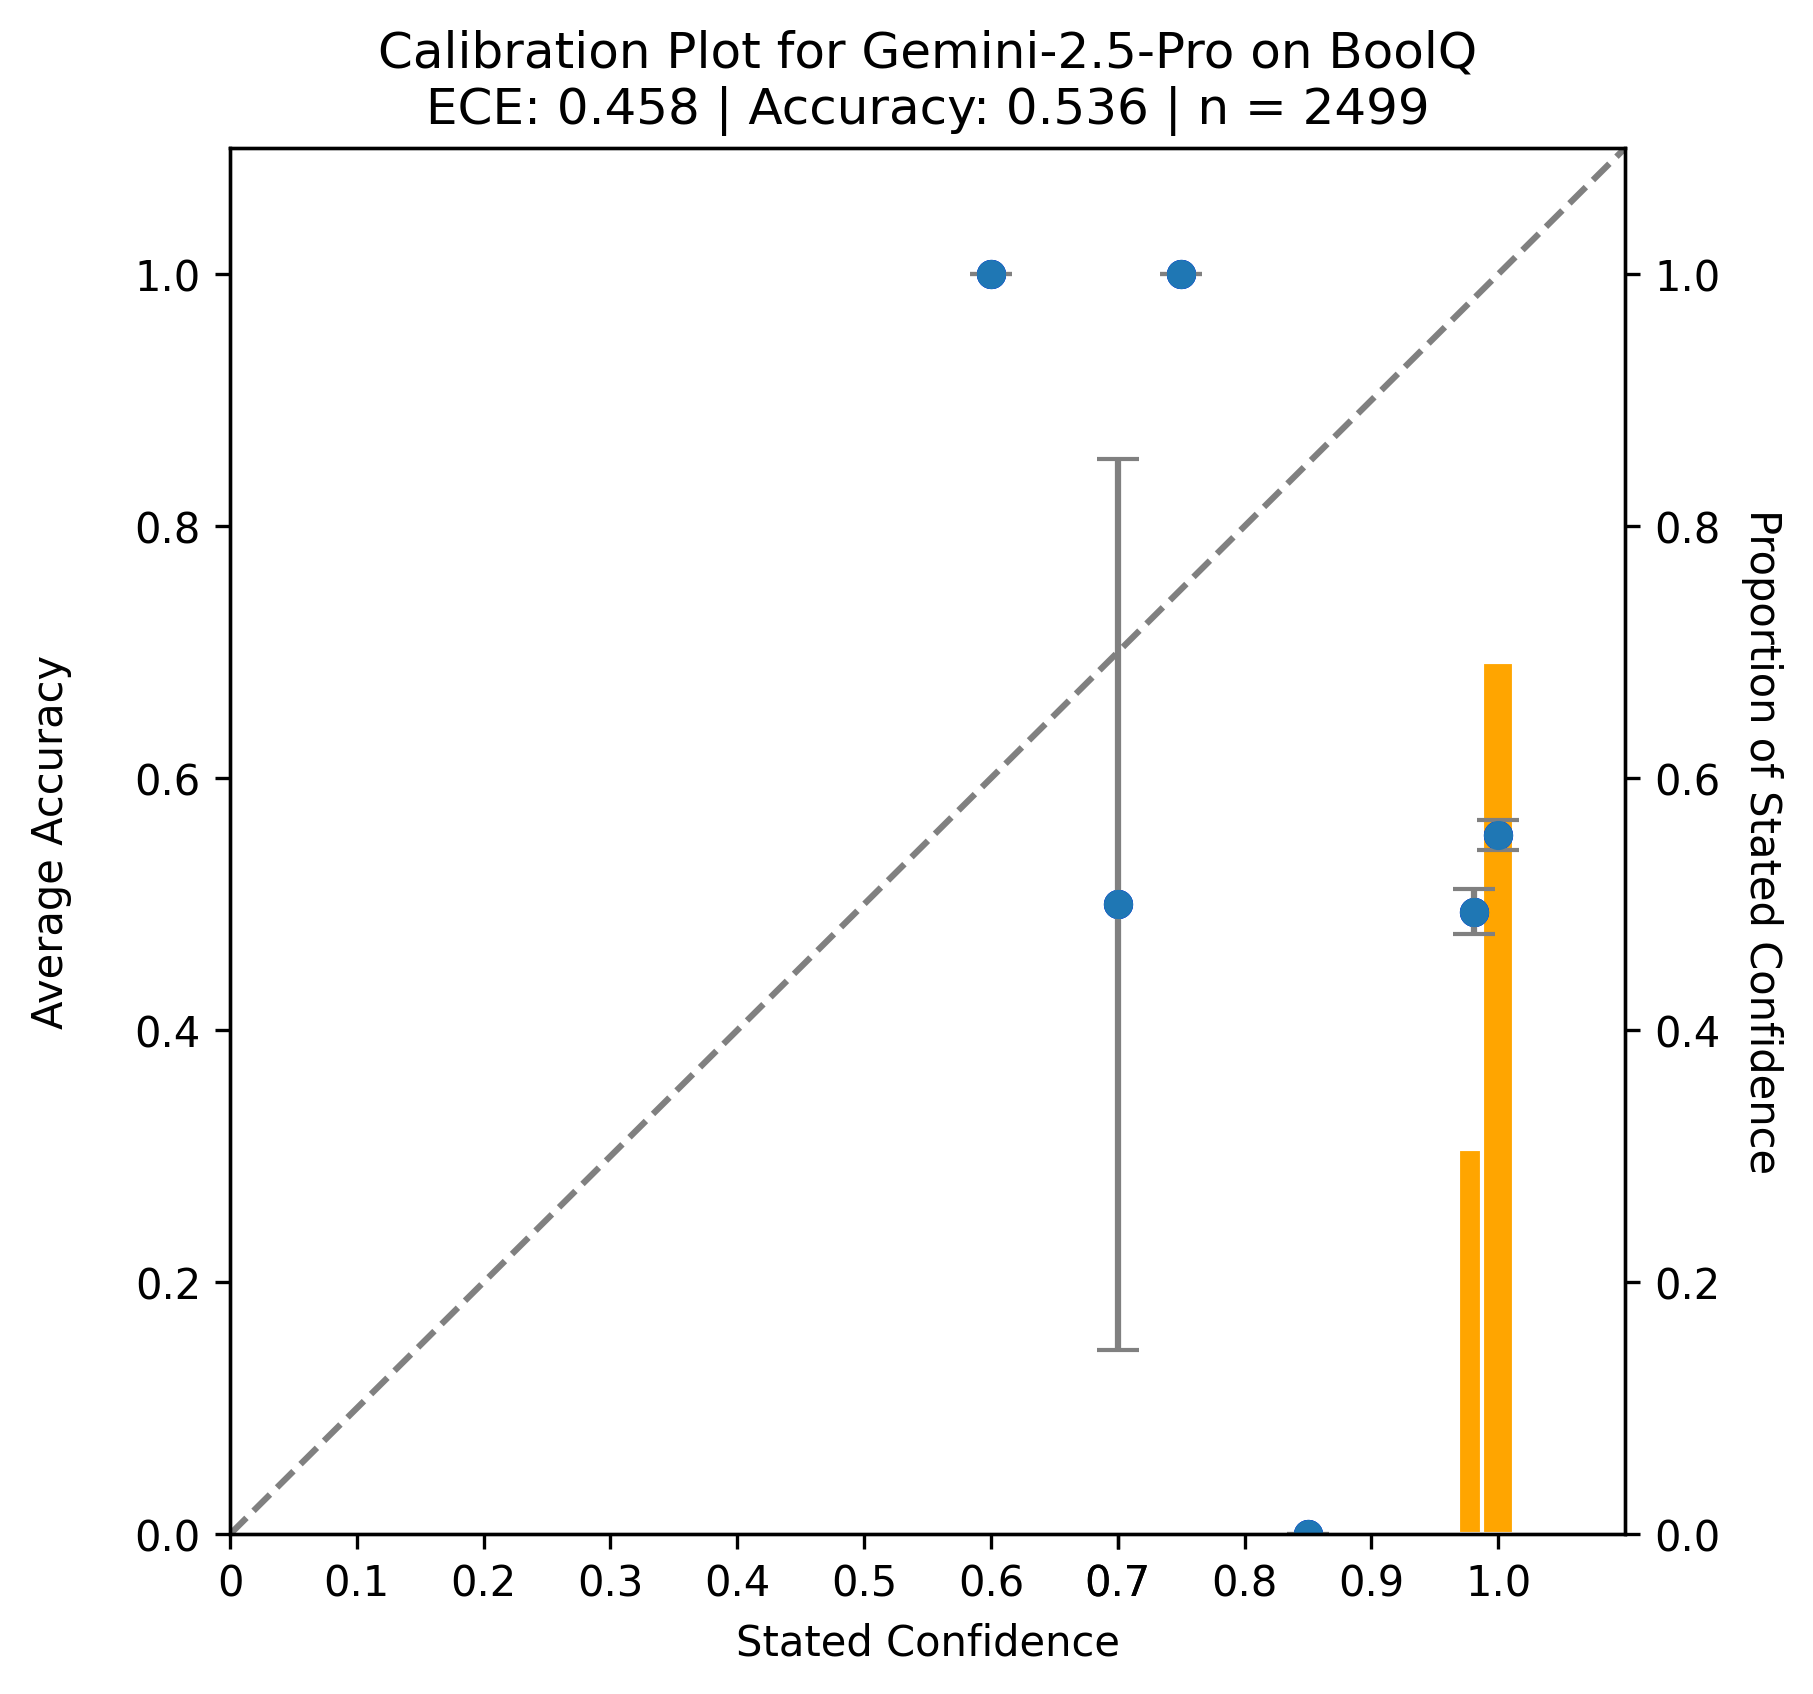 Calibration Plot for Gemini-2.5-Pro on BoolQ
ECE: 0.458 | Accuracy: 0.536 | n = 2499
Average Accuracy
1.0
0.8
0.6
0.4
0.2
0.0
1.0
0.8
0.6
0.4
0.2
0.0
Proportion of Stated Confidence
0 0.1 0.2 0.3 0.4 0.5 0.6 0.7 0.8 0.9 1.0
Stated Confidence